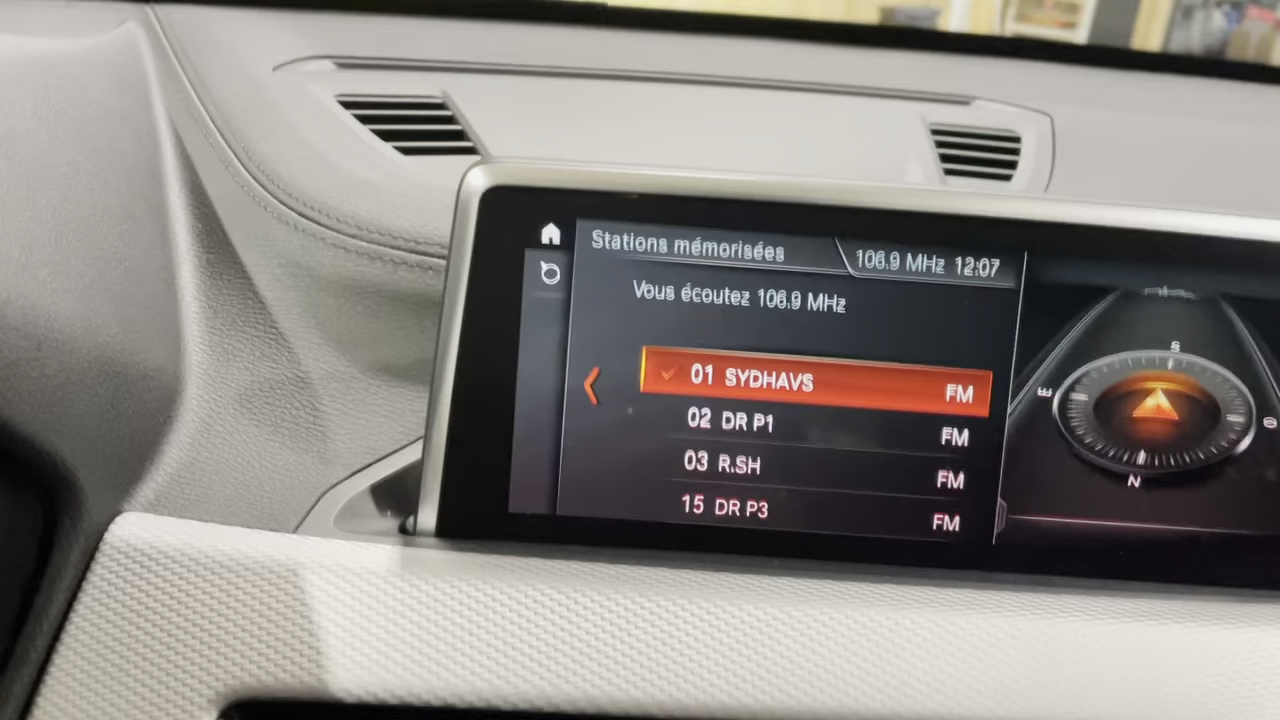 Stations mémorisées
106.9 MHz 12:07
Vous écoutez 106.9 MHz
01 SYDHAVS FM
02 DR P1 FM
03 R.SH FM
15 DR P3 FM
S
E
O
N